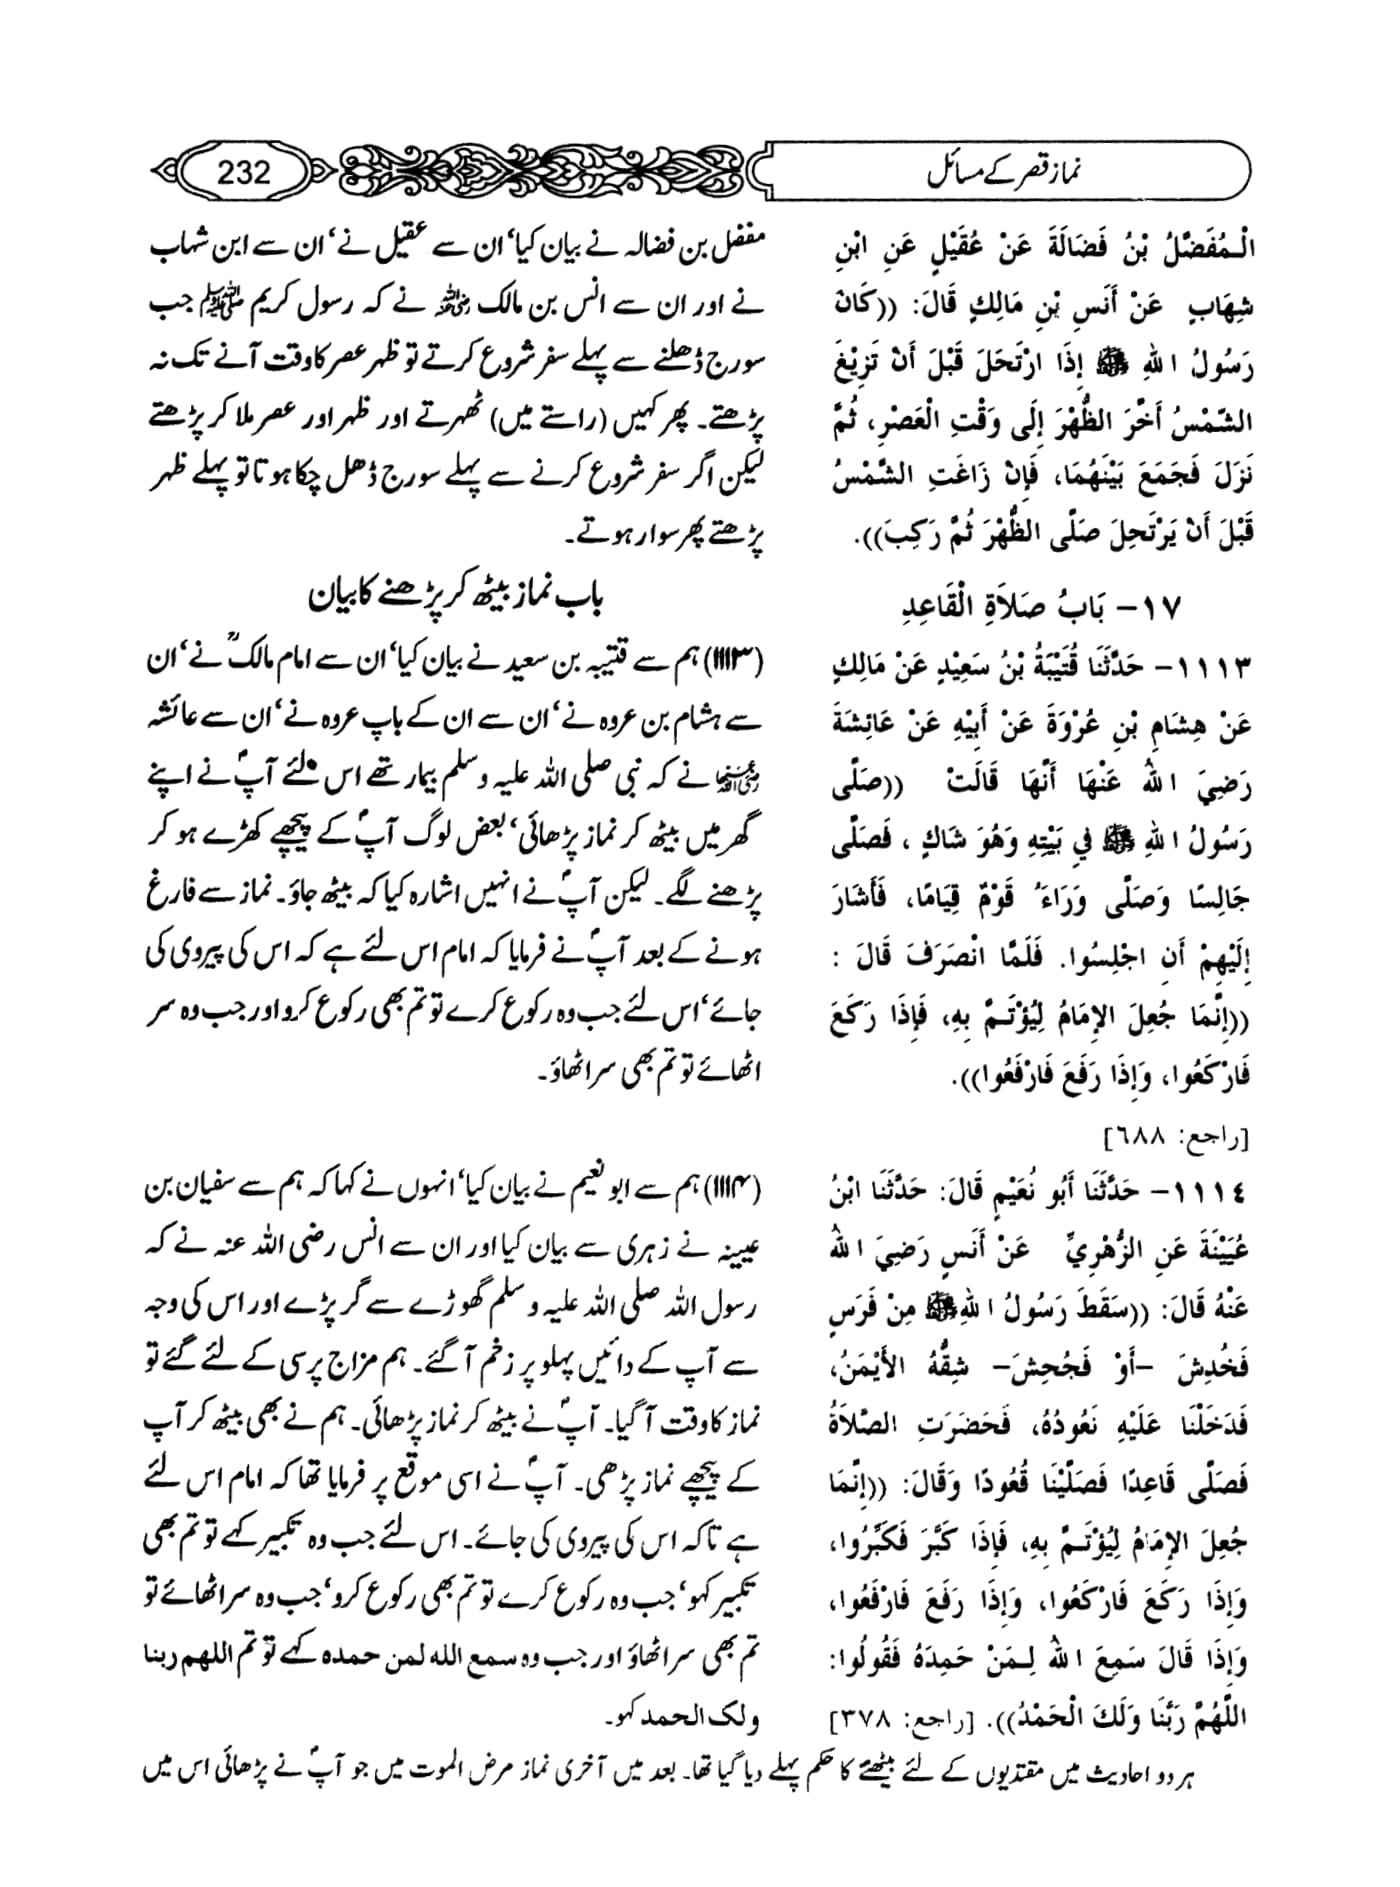 نماز قصر کے مسائل
232
الْمُفَضَّلُ بْنُ فَضَالَةَ عَنْ عُقَيْلٍ عَنِ ابْنِ
شِهَابٍ عَنْ أَنَسِ بْنِ مَالِكٍ قَالَ: ((كَانَ
رَسُولُ اللهِ ﷺ إِذَا ارْتَحَلَ قَبْلَ أَنْ تَزِيْغَ
الشَّمْسُ أَخَّرَ الظُّهْرَ إِلَى وَقْتِ الْعَصْرِ، ثُمَّ
نَزَلَ فَجَمَعَ بَيْنَهُمَا، فَإِنْ زَاغَتِ الشَّمْسُ
قَبْلَ أَنْ يَرْتَحِلَ صَلَّى الظُّهْرَ ثُمَّ رَكِبَ)).
١٧- بَابُ صَلاَةِ الْقَاعِدِ
١١١٣- حَدَّثَنَا قُتَيْبَةُ بْنُ سَعِيْدٍ عَنْ مَالِكٍ
عَنْ هِشَامِ بْنِ عُرْوَةَ عَنْ أَبِيْهِ عَنْ عَائِشَةَ
رَضِيَ اللهُ عَنْهَا أَنَّهَا قَالَتْ ((صَلَّى
رَسُولُ اللهِ ﷺ فِي بَيْتِهِ وَهُوَ شَاكٍ، فَصَلَّى
جَالِسًا وَصَلَّى وَرَاءَ قَوْمٌ قِيَامًا، فَأَشَارَ
إِلَيْهِمْ أَنِ اجْلِسُوا. فَلَمَّا انْصَرَفَ قَالَ :
((إِنَّمَا جُعِلَ الإِمَامُ لِيُؤْتَمَّ بِهِ، فَإِذَا رَكَعَ
فَارْكَعُوا، وَإِذَا رَفَعَ فَارْفَعُوا)).
[راجع: ٦٨٨]
١١١٤- حَدَّثَنَا أَبُو نُعَيْمٍ قَالَ: حَدَّثَنَا ابْنُ
عُيَيْنَةَ عَنِ الزُّهْرِيِّ عَنْ أَنَسٍ رَضِيَ اللهُ
عَنْهُ قَالَ: ((سَقَطَ رَسُولُ اللهِ ﷺ مِنْ فَرَسٍ
فَخُدِشَ -أَوْ فَجُحِشَ- شِقُّهُ الأَيْمَنُ،
فَدَخَلْنَا عَلَيْهِ نَعُودُهُ، فَحَضَرَتِ الصَّلاَةُ
فَصَلَّى قَاعِدًا فَصَلَّيْنَا قُعُودًا وَقَالَ: ((إِنَّمَا
جُعِلَ الإِمَامُ لِيُؤْتَمَّ بِهِ، فَإِذَا كَبَّرَ فَكَبِّرُوا،
وَإِذَا رَكَعَ فَارْكَعُوا، وَإِذَا رَفَعَ فَارْفَعُوا،
وَإِذَا قَالَ سَمِعَ اللهُ لِمَنْ حَمِدَهُ فَقُولُوا:
اللَّهُمَّ رَبَّنَا وَلَكَ الْحَمْدُ)). [راجع: ٣٧٨]
مفضل بن فضالہ نے بیان کیا‘ ان سے عقیل نے‘ ان سے ابن شہاب
نے اور ان سے انس بن مالک رضی اللہ عنہ نے کہ رسول کریم ﷺ جب
سورج ڈھلنے سے پہلے سفر شروع کرتے تو ظہر عصر کا وقت آنے تک نہ
پڑھتے۔ پھر کہیں (راستے میں) ٹھہرتے اور ظہر اور عصر ملا کر پڑھتے
لیکن اگر سفر شروع کرنے سے پہلے سورج ڈھل چکا ہوتا تو پہلے ظہر
پڑھتے پھر سوار ہوتے۔
باب نماز بیٹھ کر پڑھنے کا بیان
(۱۱۱۳) ہم سے قتیبہ بن سعید نے بیان کیا‘ ان سے امام مالکؒ نے‘ ان
سے ہشام بن عروہ نے‘ ان سے ان کے باپ عروہ نے‘ ان سے عائشہ
رضی اللہ عنہا نے کہ نبی صلی اللہ علیہ وسلم بیمار تھے اس لئے آپؐ نے اپنے
گھر میں بیٹھ کر نماز پڑھائی‘ بعض لوگ آپؐ کے پیچھے کھڑے ہو کر
پڑھنے لگے۔ لیکن آپؐ نے انہیں اشارہ کیا کہ بیٹھ جاؤ۔ نماز سے فارغ
ہونے کے بعد آپؐ نے فرمایا کہ امام اس لئے ہے کہ اس کی پیروی کی
جائے‘ اس لئے جب وہ رکوع کرے تو تم بھی رکوع کرو اور جب وہ سر
اٹھائے تو تم بھی سر اٹھاؤ۔
(۱۱۱۴) ہم سے ابو نعیم نے بیان کیا‘ انہوں نے کہا کہ ہم سے سفیان بن
عیینہ نے زہری سے بیان کیا اور ان سے انس رضی اللہ عنہ نے کہ
رسول اللہ صلی اللہ علیہ وسلم گھوڑے سے گر پڑے اور اس کی وجہ
سے آپ کے دائیں پہلو پر زخم آ گئے۔ ہم مزاج پرسی کے لئے گئے تو
نماز کا وقت آ گیا۔ آپؐ نے بیٹھ کر نماز پڑھائی۔ ہم نے بھی بیٹھ کر آپ
کے پیچھے نماز پڑھی۔ آپؐ نے اسی موقع پر فرمایا تھا کہ امام اس لئے
ہے تاکہ اس کی پیروی کی جائے۔ اس لئے جب وہ تکبیر کہے تو تم بھی
تکبیر کہو‘ جب وہ رکوع کرے تو تم بھی رکوع کرو‘ جب وہ سر اٹھائے تو
تم بھی سر اٹھاؤ اور جب وہ سمع الله لمن حمده کہے تو تم اللهم ربنا
ولک الحمد کہو۔
ہر دو احادیث میں مقتدیوں کے لئے بیٹھنے کا حکم پہلے دیا گیا تھا۔ بعد میں آخری نماز مرض الموت میں جو آپؐ نے پڑھائی اس میں